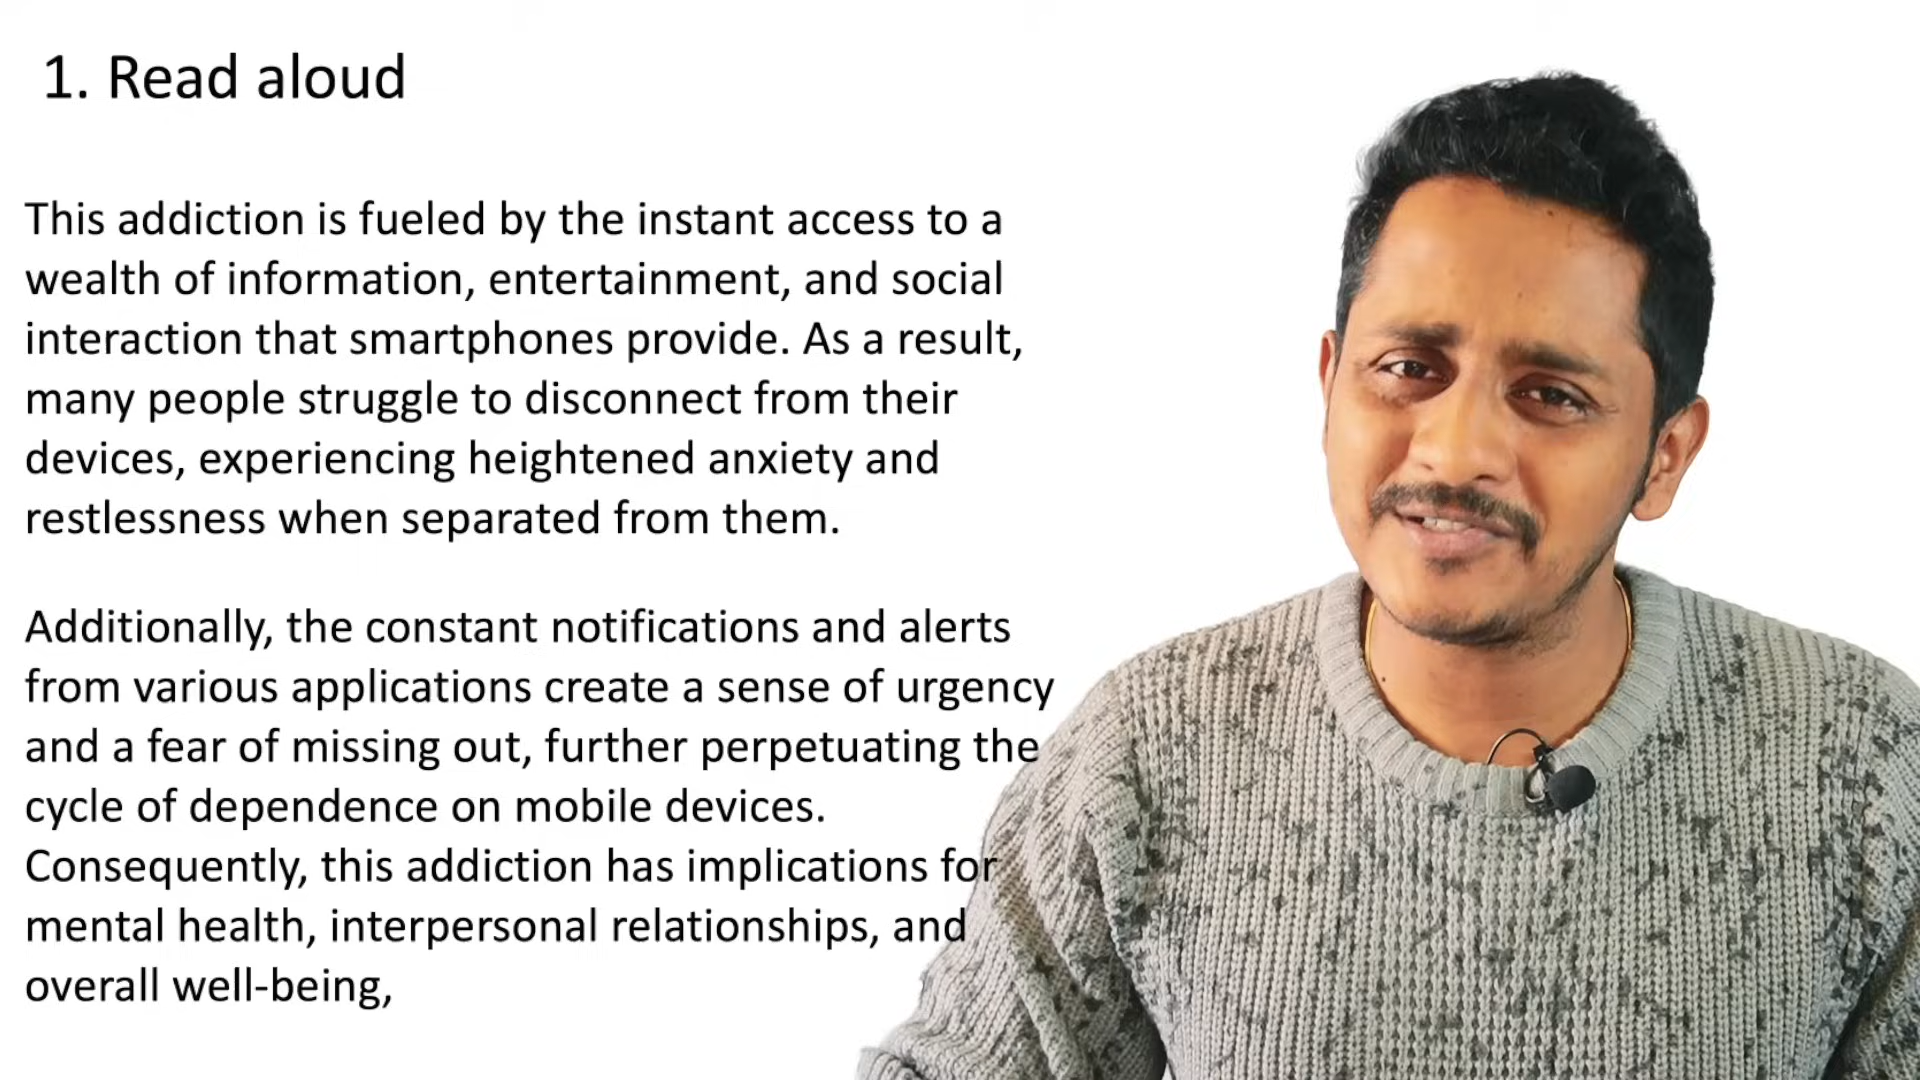 1. Read aloud
This addiction is fueled by the instant access to a
wealth of information, entertainment, and social
interaction that smartphones provide. As a result,
many people struggle to disconnect from their
devices, experiencing heightened anxiety and
restlessness when separated from them.
Additionally, the constant notifications and alerts
from various applications create a sense of urgency
and a fear of missing out, further perpetuating the
cycle of dependence on mobile devices.
Consequently, this addiction has implications for
mental health, interpersonal relationships, and
overall well-being,